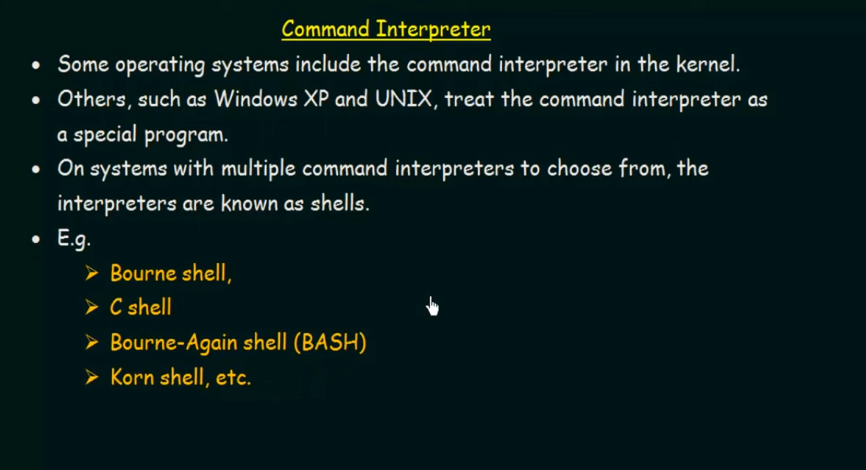 Command Interpreter
• Some operating systems include the command interpreter in the kernel.
• Others, such as Windows XP and UNIX, treat the command interpreter as
a special program.
• On systems with multiple command interpreters to choose from, the
interpreters are known as shells.
• E.g.
➤ Bourne shell,
➤ C shell
➤ Bourne-Again shell (BASH)
➤ Korn shell, etc.